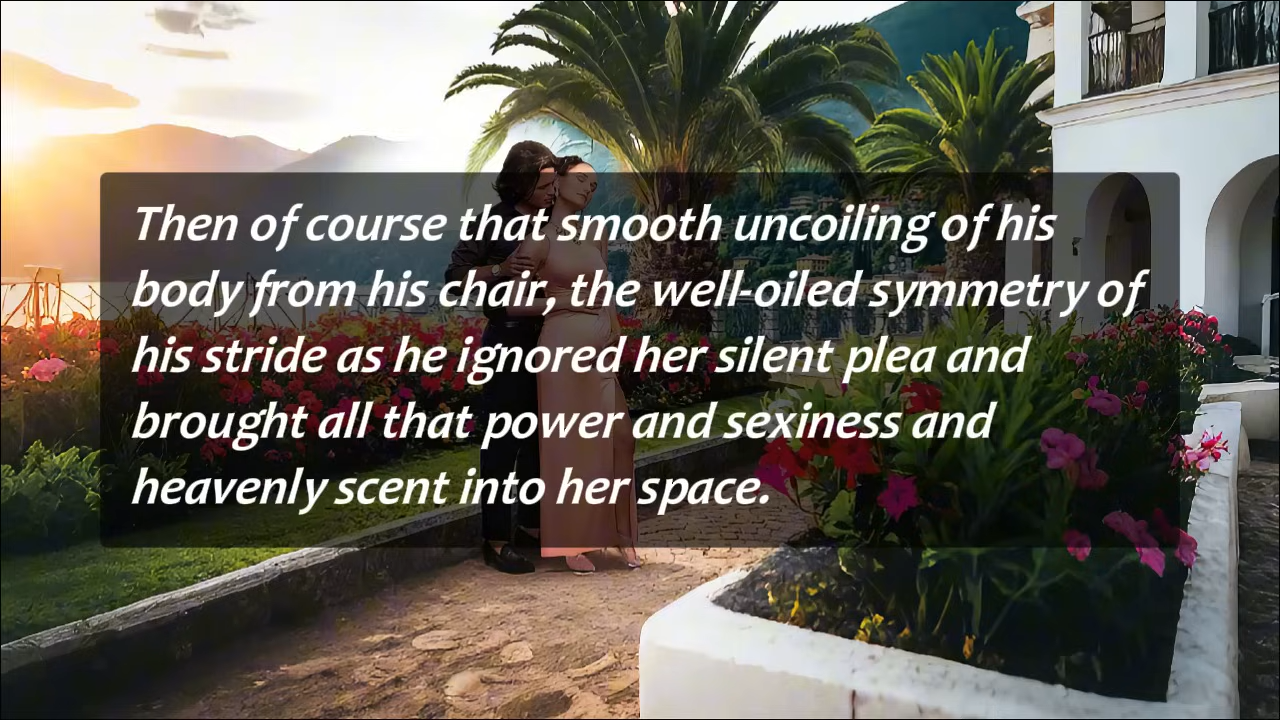 Then of course that smooth uncoiling of his
body from his chair, the well-oiled symmetry of
his stride as he ignored her silent plea and
brought all that power and sexiness and
heavenly scent into her space.